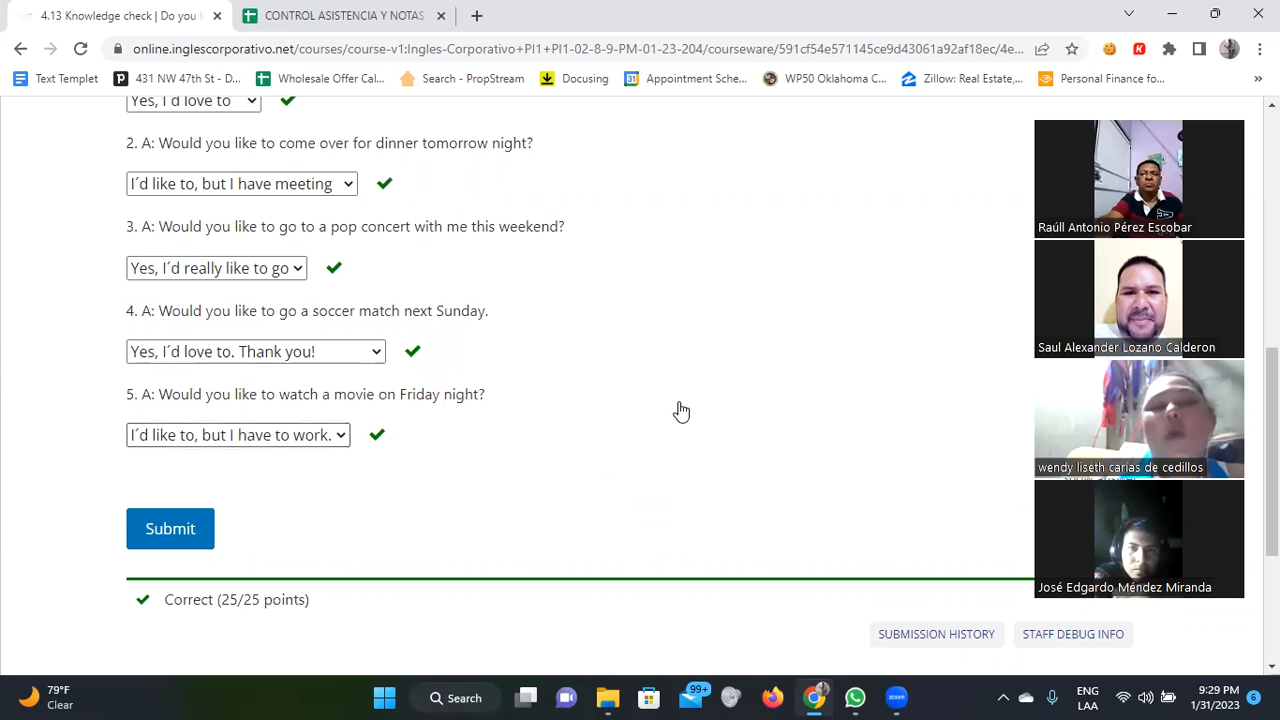 4.13 Knowledge check | Do you l
CONTROL ASISTENCIA Y NOTAS
online.inglescorporativo.net/courses/course-v1:Ingles-Corporativo+PI1+PI1-02-8-9-PM-01-23-204/courseware/591cf54e571145ce9d43061a92af18ec/4e...
Text Templet
431 NW 47th St - D...
Wholesale Offer Cal...
Search - PropStream
Docusing
Appointment Sche...
WP50 Oklahoma C...
Zillow: Real Estate,...
Personal Finance fo...
Yes, I'd love to
2. A: Would you like to come over for dinner tomorrow night?
I´d like to, but I have meeting
3. A: Would you like to go to a pop concert with me this weekend?
Yes, I´d really like to go
4. A: Would you like to go a soccer match next Sunday.
Yes, I´d love to. Thank you!
5. A: Would you like to watch a movie on Friday night?
I´d like to, but I have to work.
Submit
Correct (25/25 points)
SUBMISSION HISTORY
STAFF DEBUG INFO
Raúll Antonio Pérez Escobar
Saul Alexander Lozano Calderon
wendy liseth carias de cedillos
José Edgardo Méndez Miranda
79°F
Clear
Search
99+
ENG
LAA
9:29 PM
1/31/2023
6